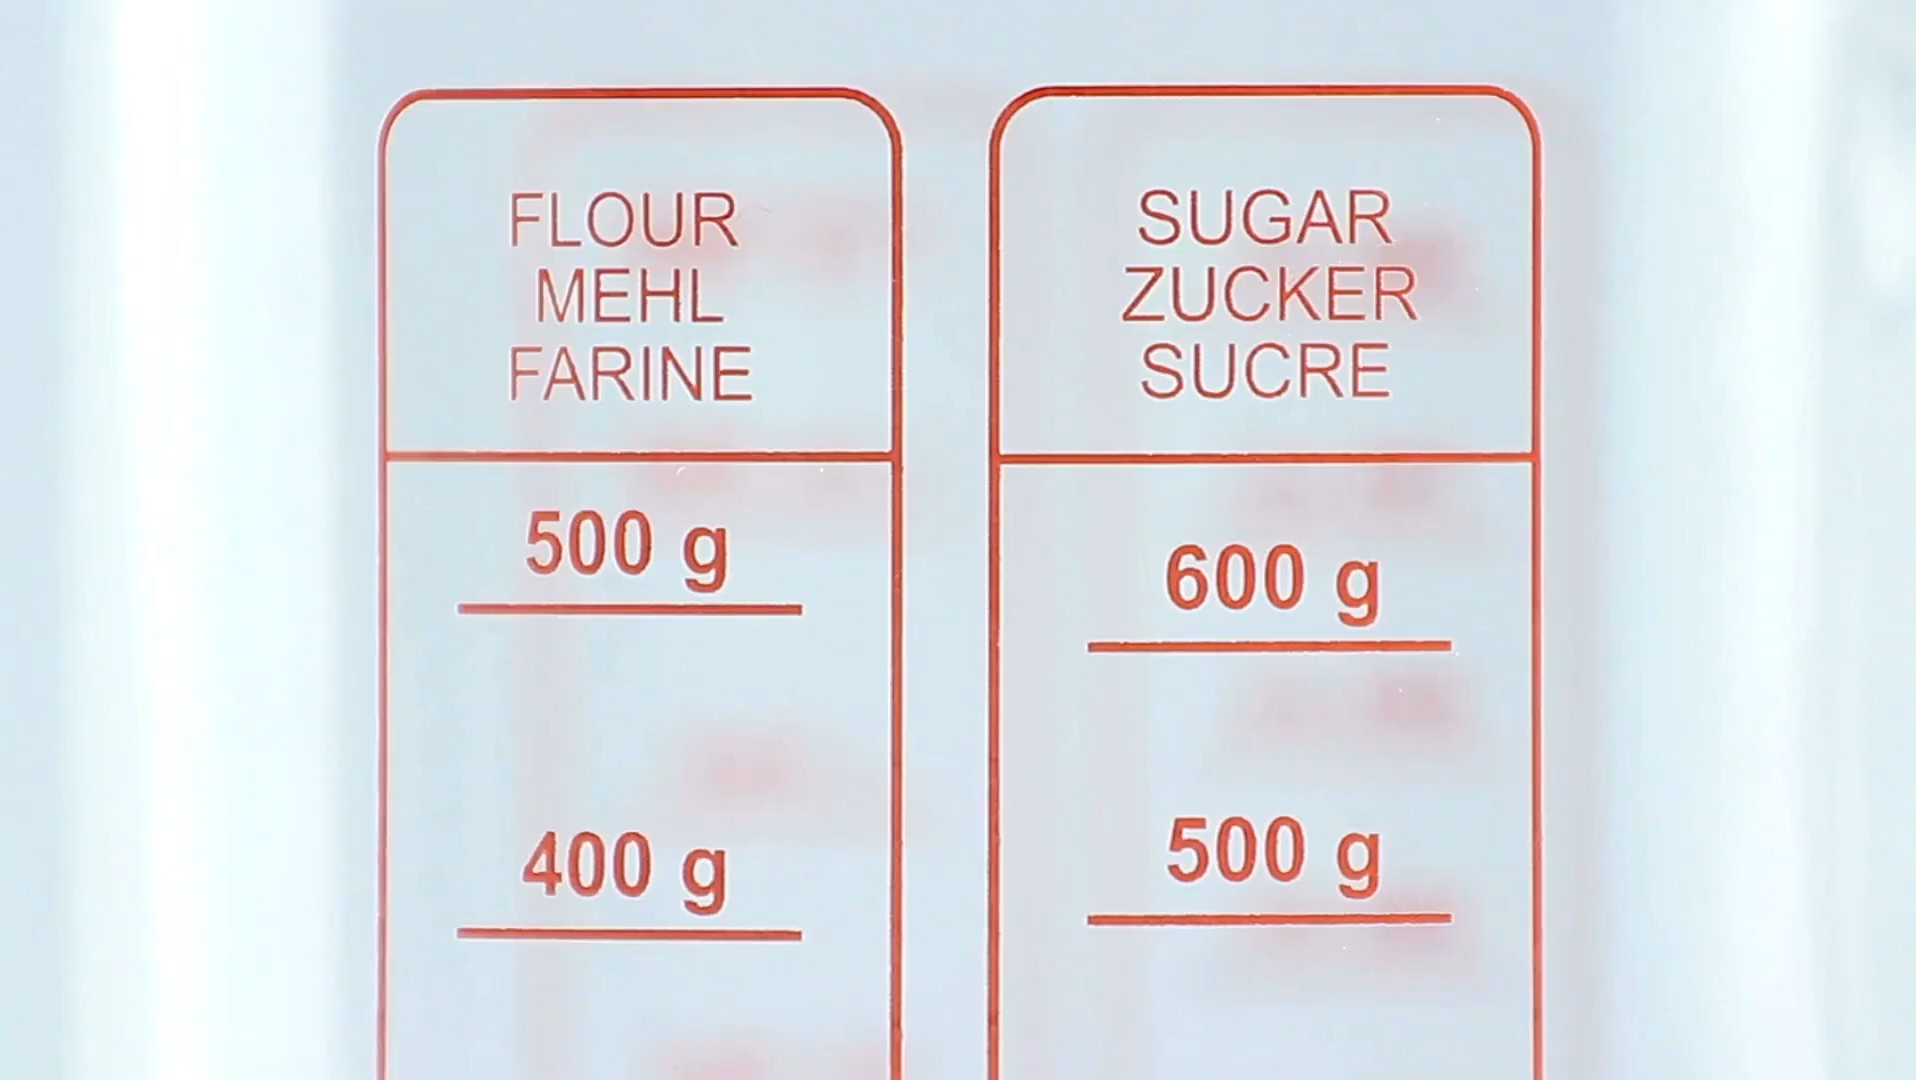 FLOUR
MEHL
FARINE
500 g
400 g
SUGAR
ZUCKER
SUCRE
600 g
500 g